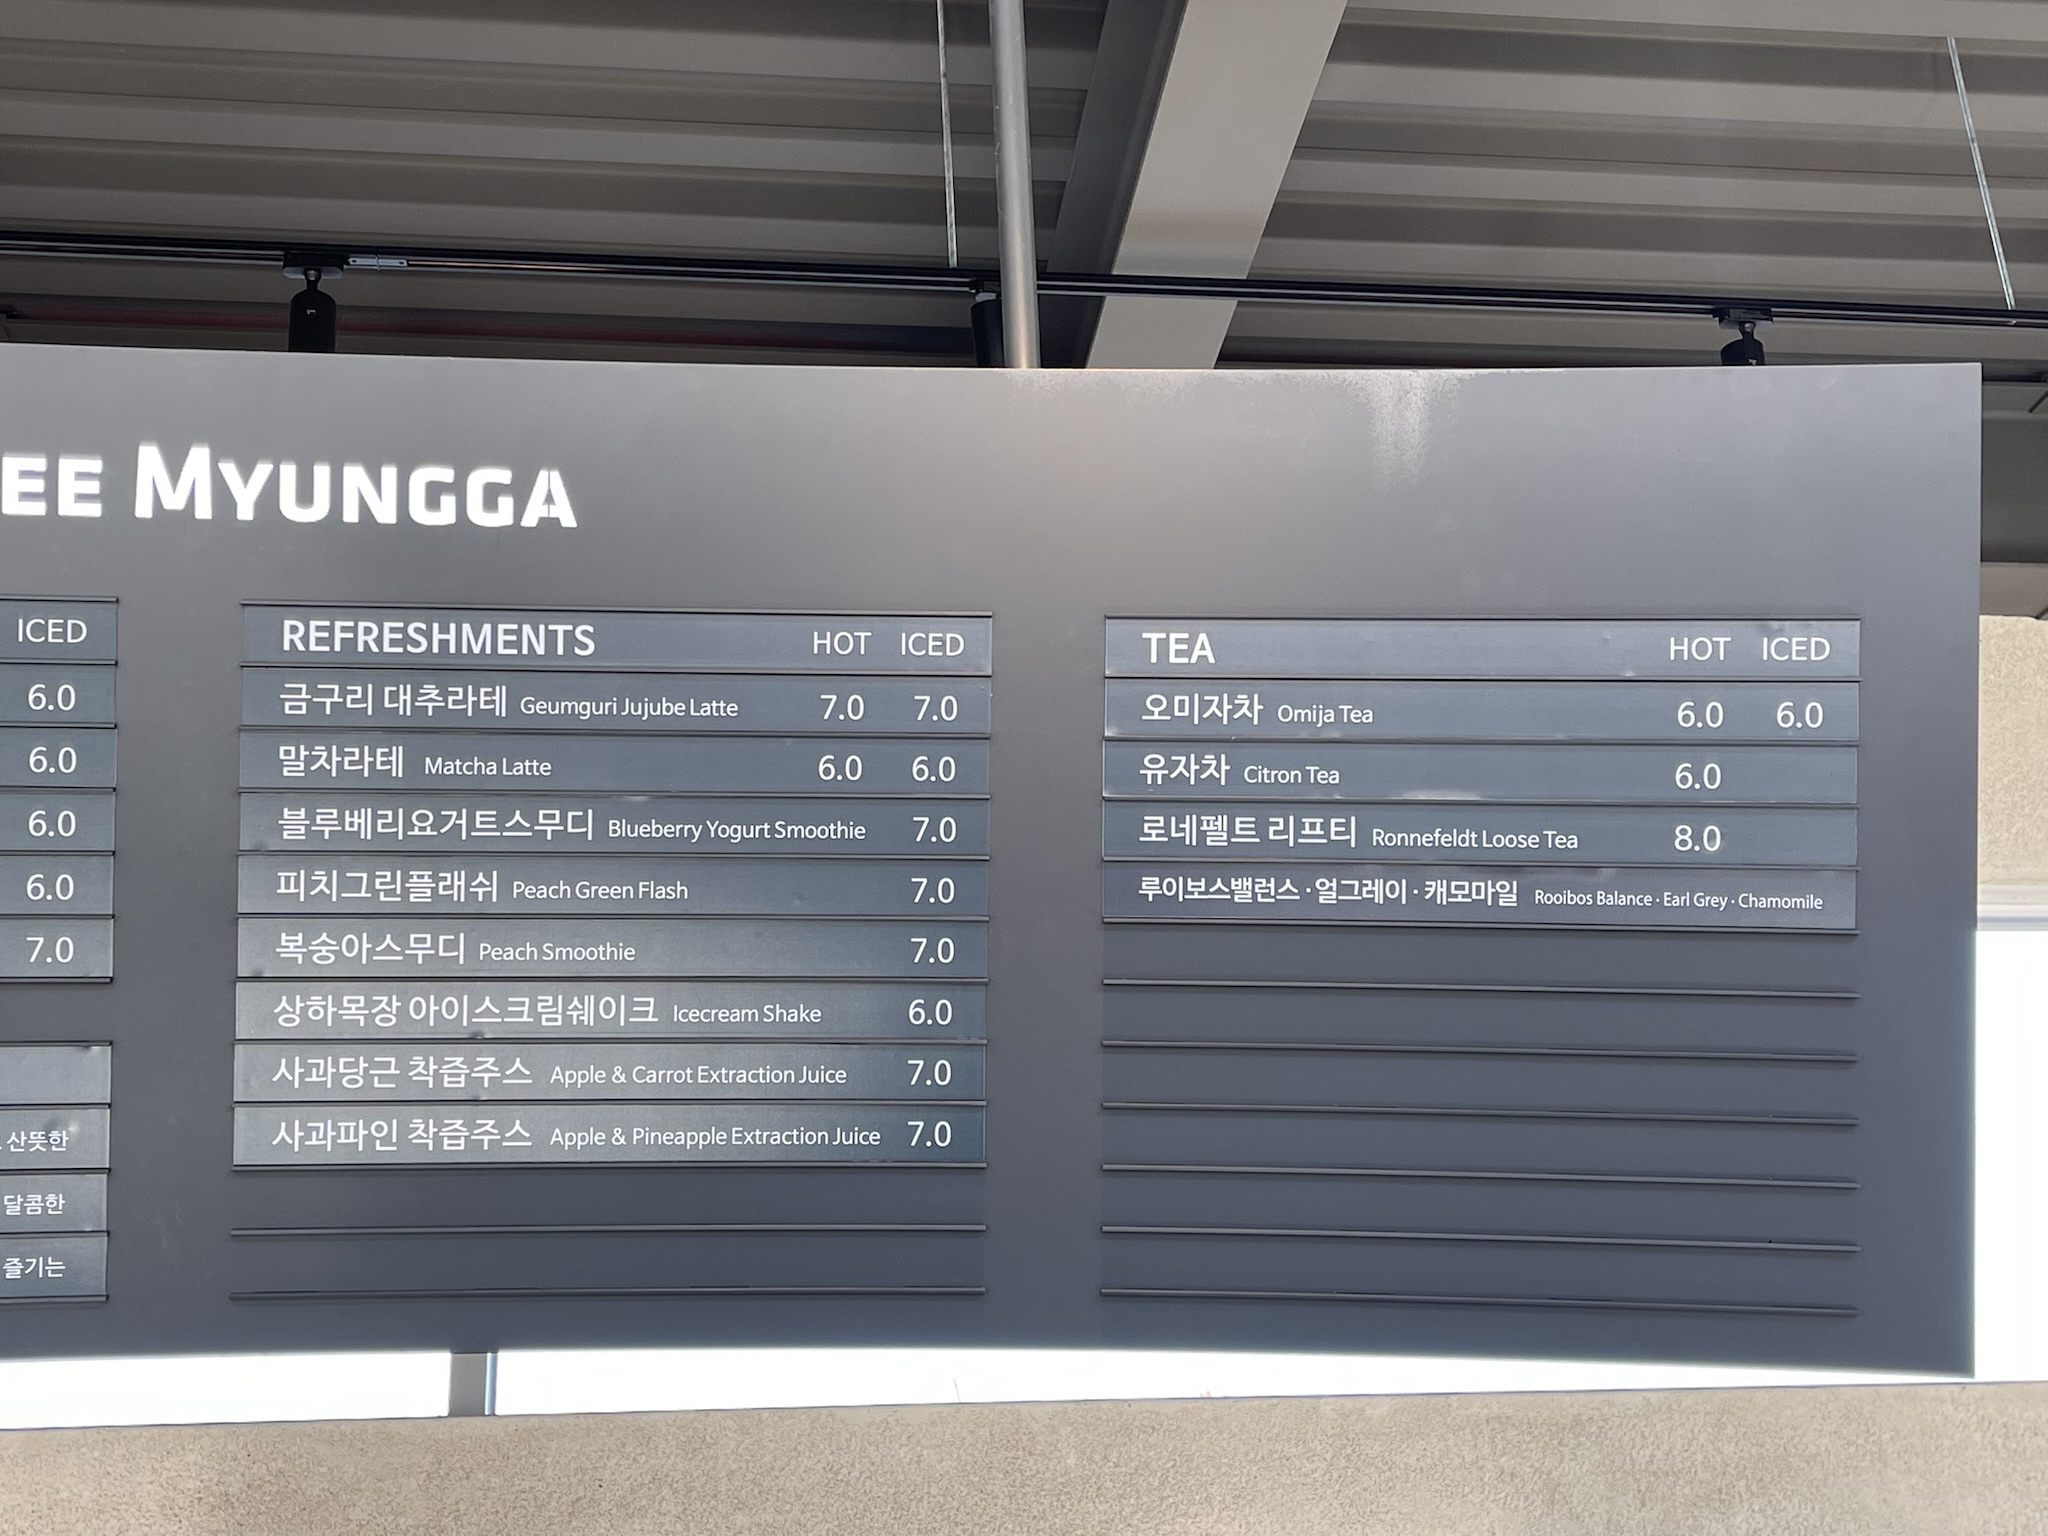 EE MYUNGGA
ICED
6.0
6.0
6.0
6.0
7.0
산뜻한
달콤한
즐기는
REFRESHMENTS HOT ICED
금구리 대추라테 Geumguri Jujube Latte 7.0 7.0
말차라테 Matcha Latte 6.0 6.0
블루베리요거트스무디 Blueberry Yogurt Smoothie 7.0
피치그린플래쉬 Peach Green Flash 7.0
복숭아스무디 Peach Smoothie 7.0
상하목장 아이스크림쉐이크 Icecream Shake 6.0
사과당근 착즙주스 Apple & Carrot Extraction Juice 7.0
사과파인 착즙주스 Apple & Pineapple Extraction Juice 7.0
TEA HOT ICED
오미자차 Omija Tea 6.0 6.0
유자차 Citron Tea 6.0
로네펠트 리프티 Ronnefeldt Loose Tea 8.0
루이보스밸런스 · 얼그레이 · 캐모마일 Rooibos Balance · Earl Grey · Chamomile